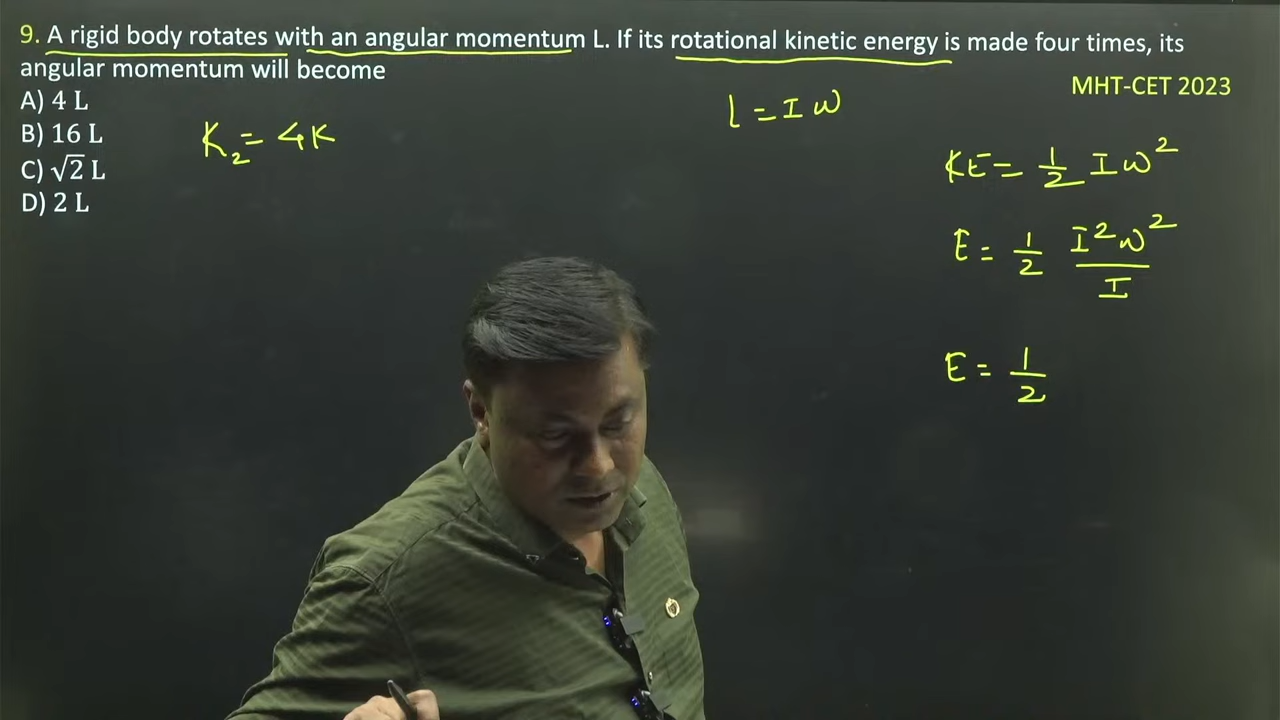 9. A rigid body rotates with an angular momentum L. If its rotational kinetic energy is made four times, its
angular momentum will become
MHT-CET 2023
A) 4 L
B) 16 L
C) √2 L
D) 2 L
K₂ = 4K
L = I ω
KE = 1/2 I ω²
E = 1/2 I²ω²/I
E = 1/2